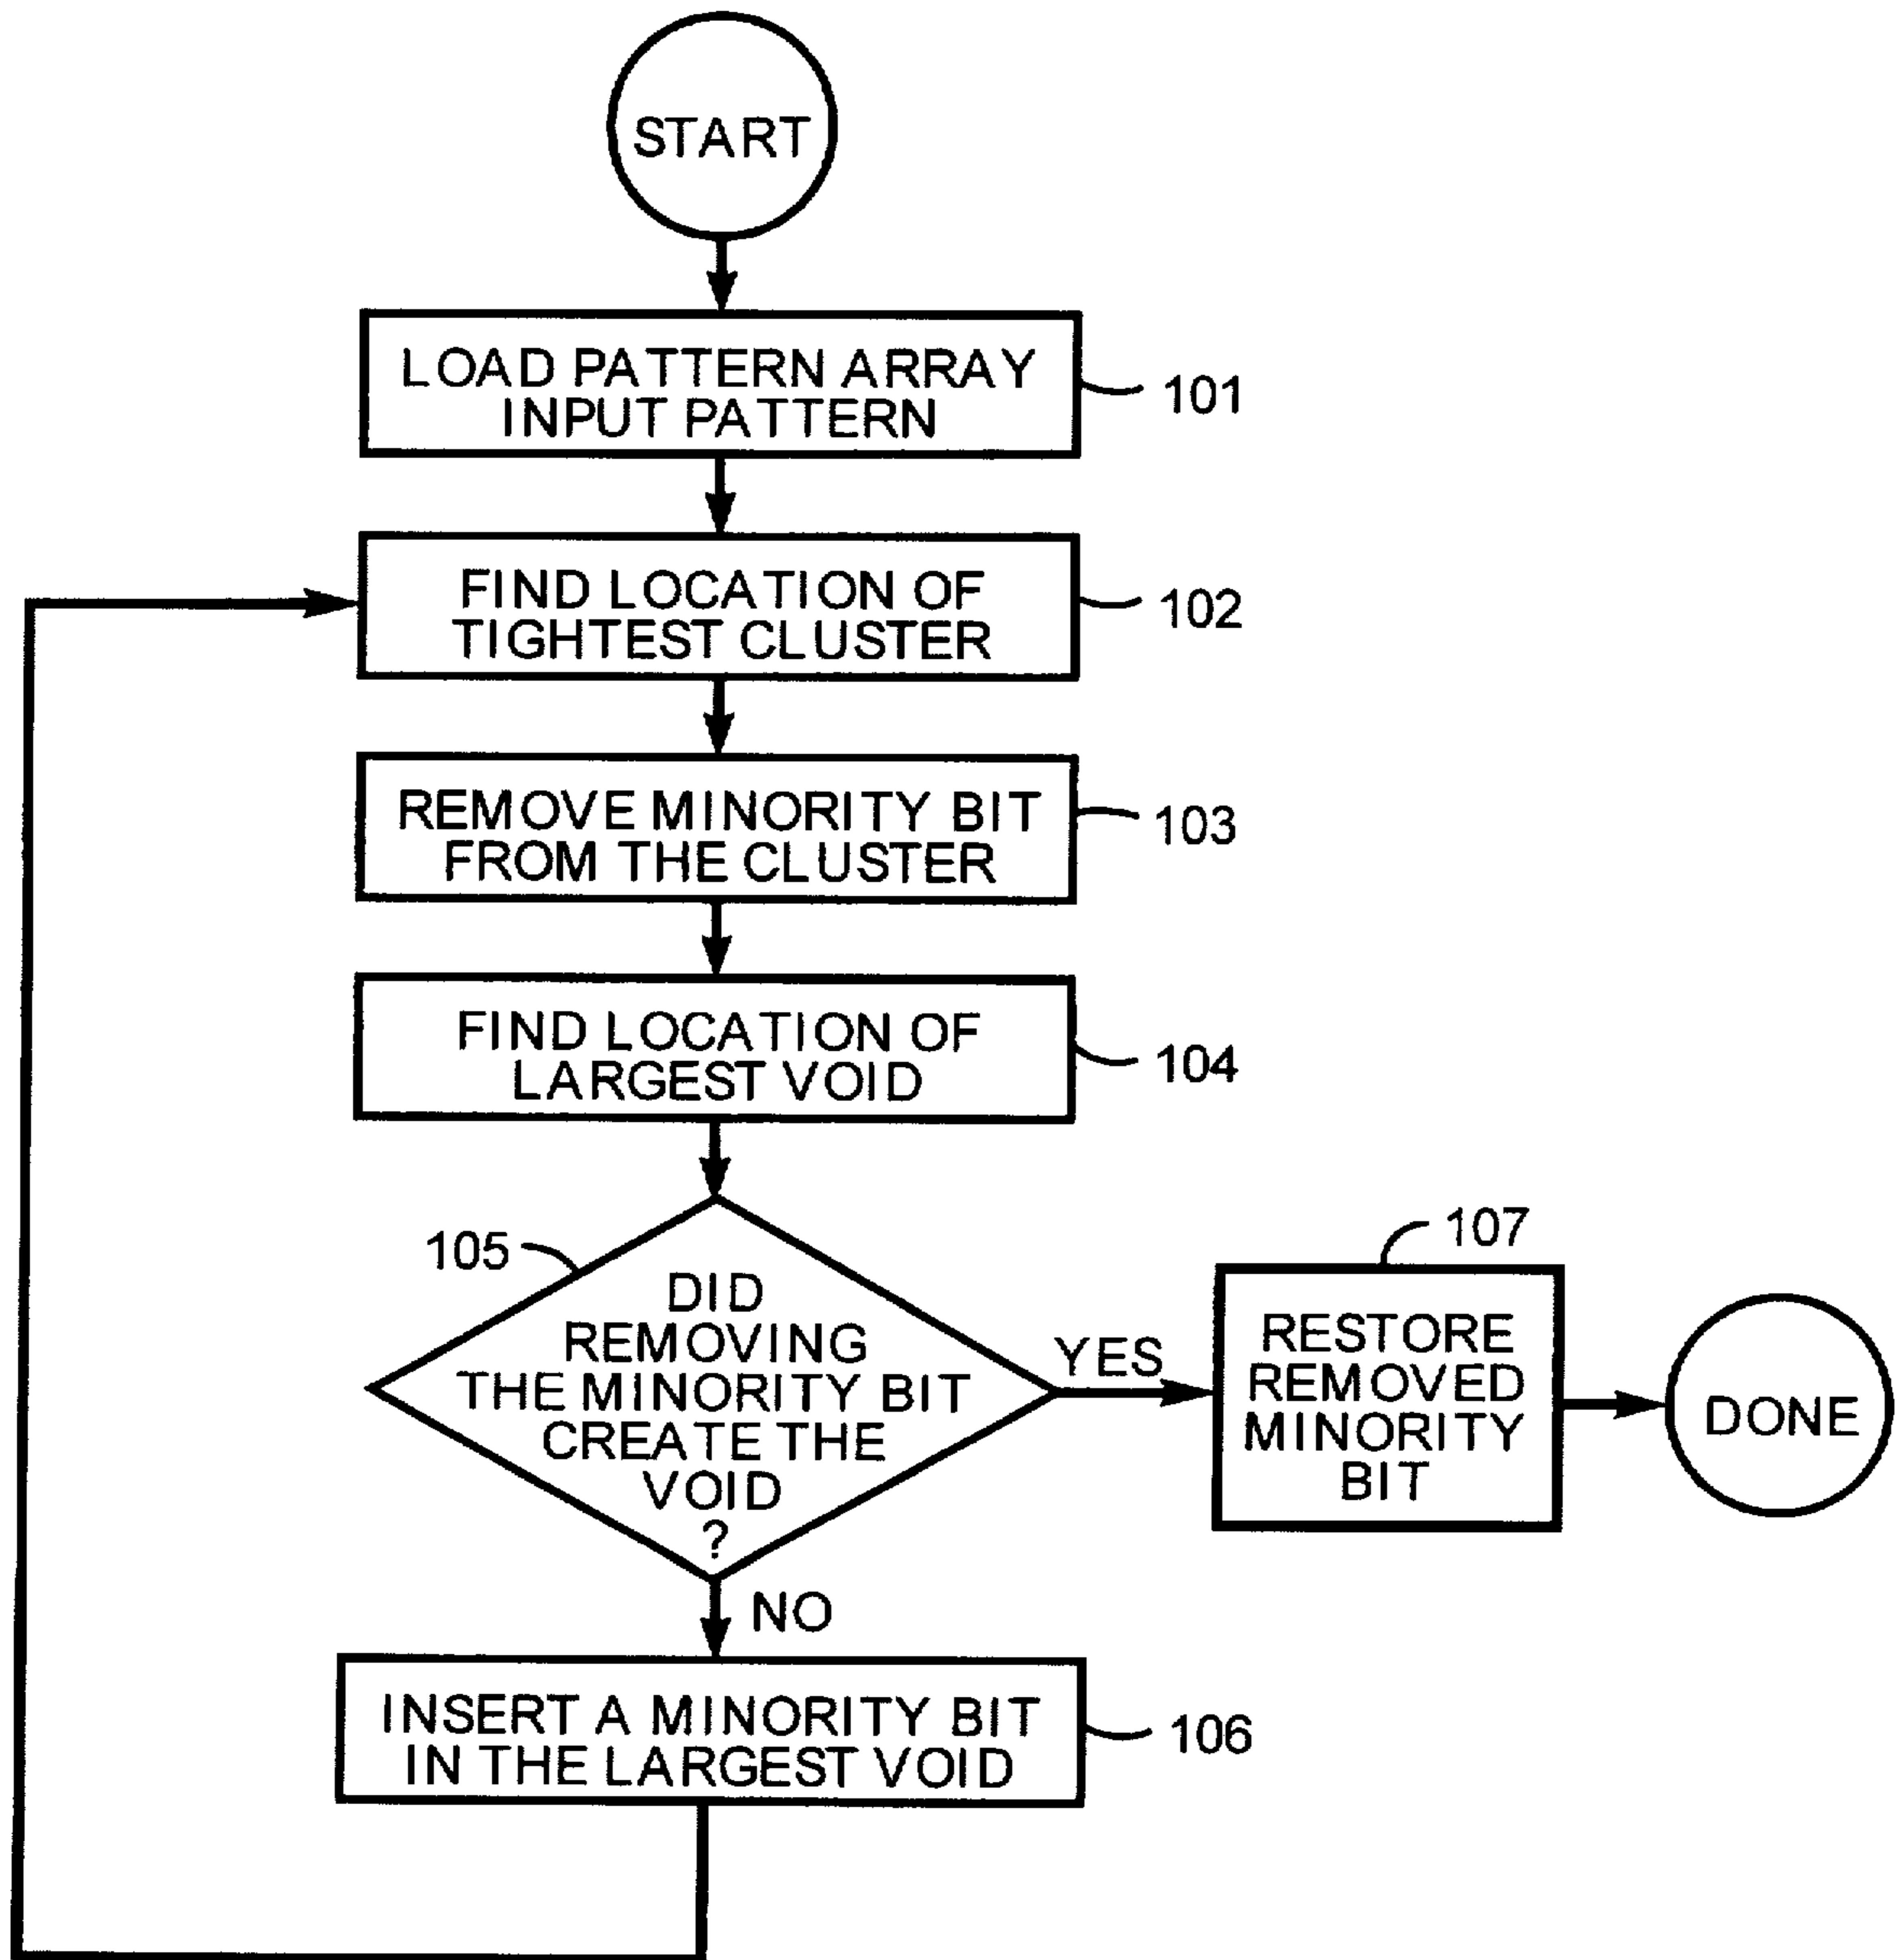 START
LOAD PATTERN ARRAY
INPUT PATTERN
101
FIND LOCATION OF
TIGHTEST CLUSTER
102
REMOVE MINORITY BIT
FROM THE CLUSTER
103
FIND LOCATION OF
LARGEST VOID
104
105
DID
REMOVING
THE MINORITY BIT
CREATE THE
VOID
?
YES
107
RESTORE
REMOVED
MINORITY
BIT
DONE
NO
INSERT A MINORITY BIT
IN THE LARGEST VOID
106